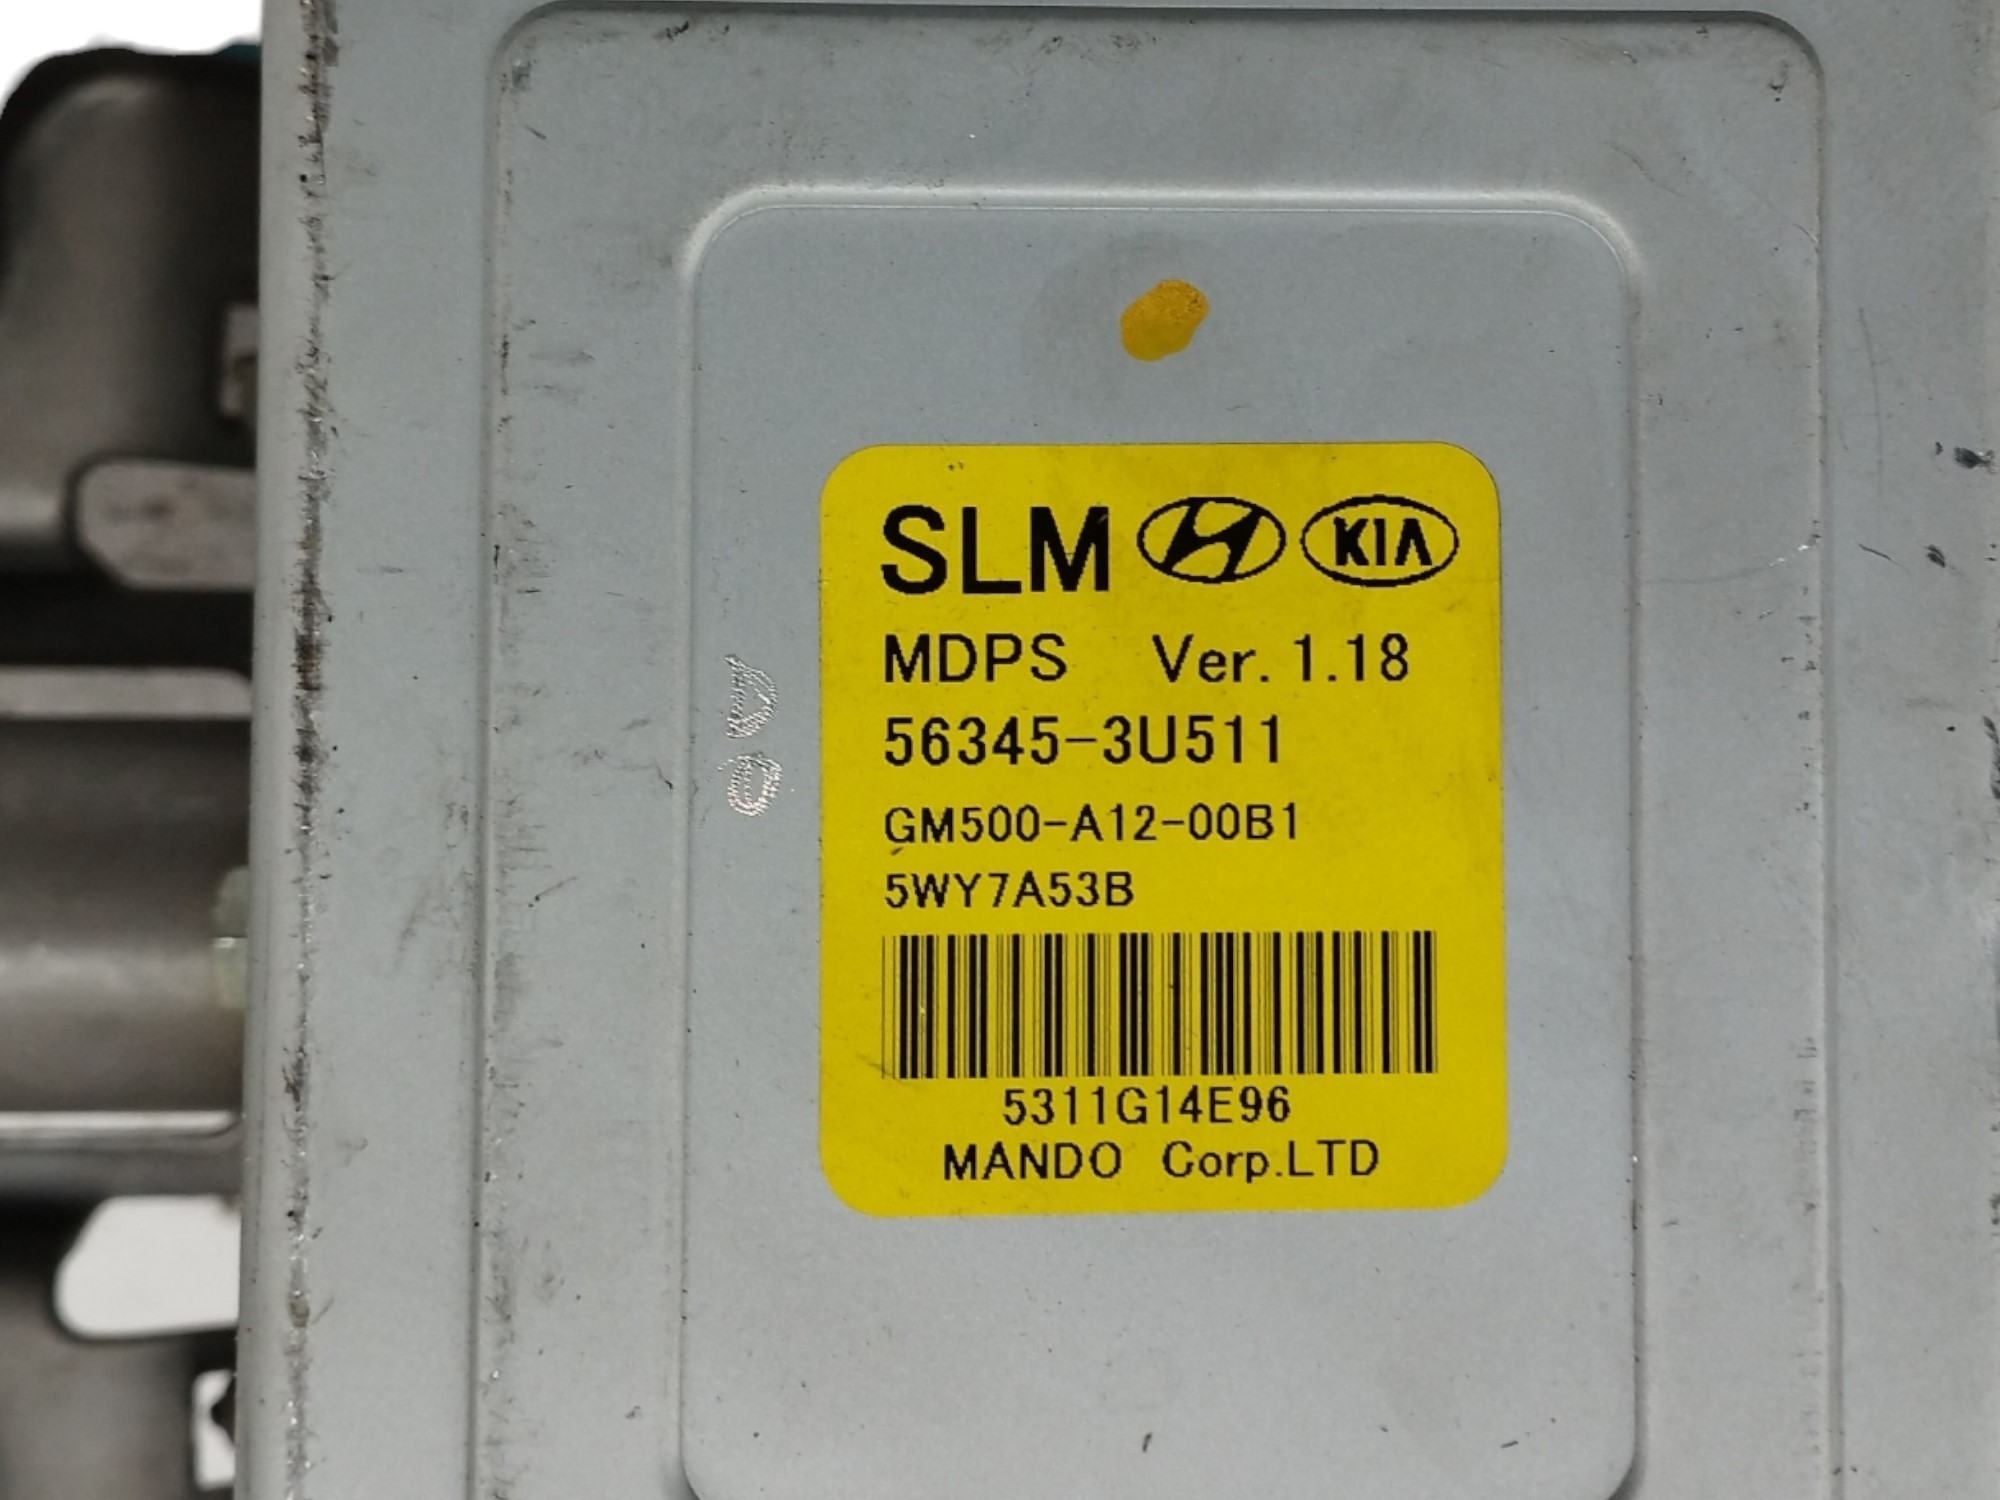 SLM KIA
MDPS Ver. 1.18
56345-3U511
GM500-A12-00B1
5WY7A53B
5311G14E96
MANDO Corp.LTD